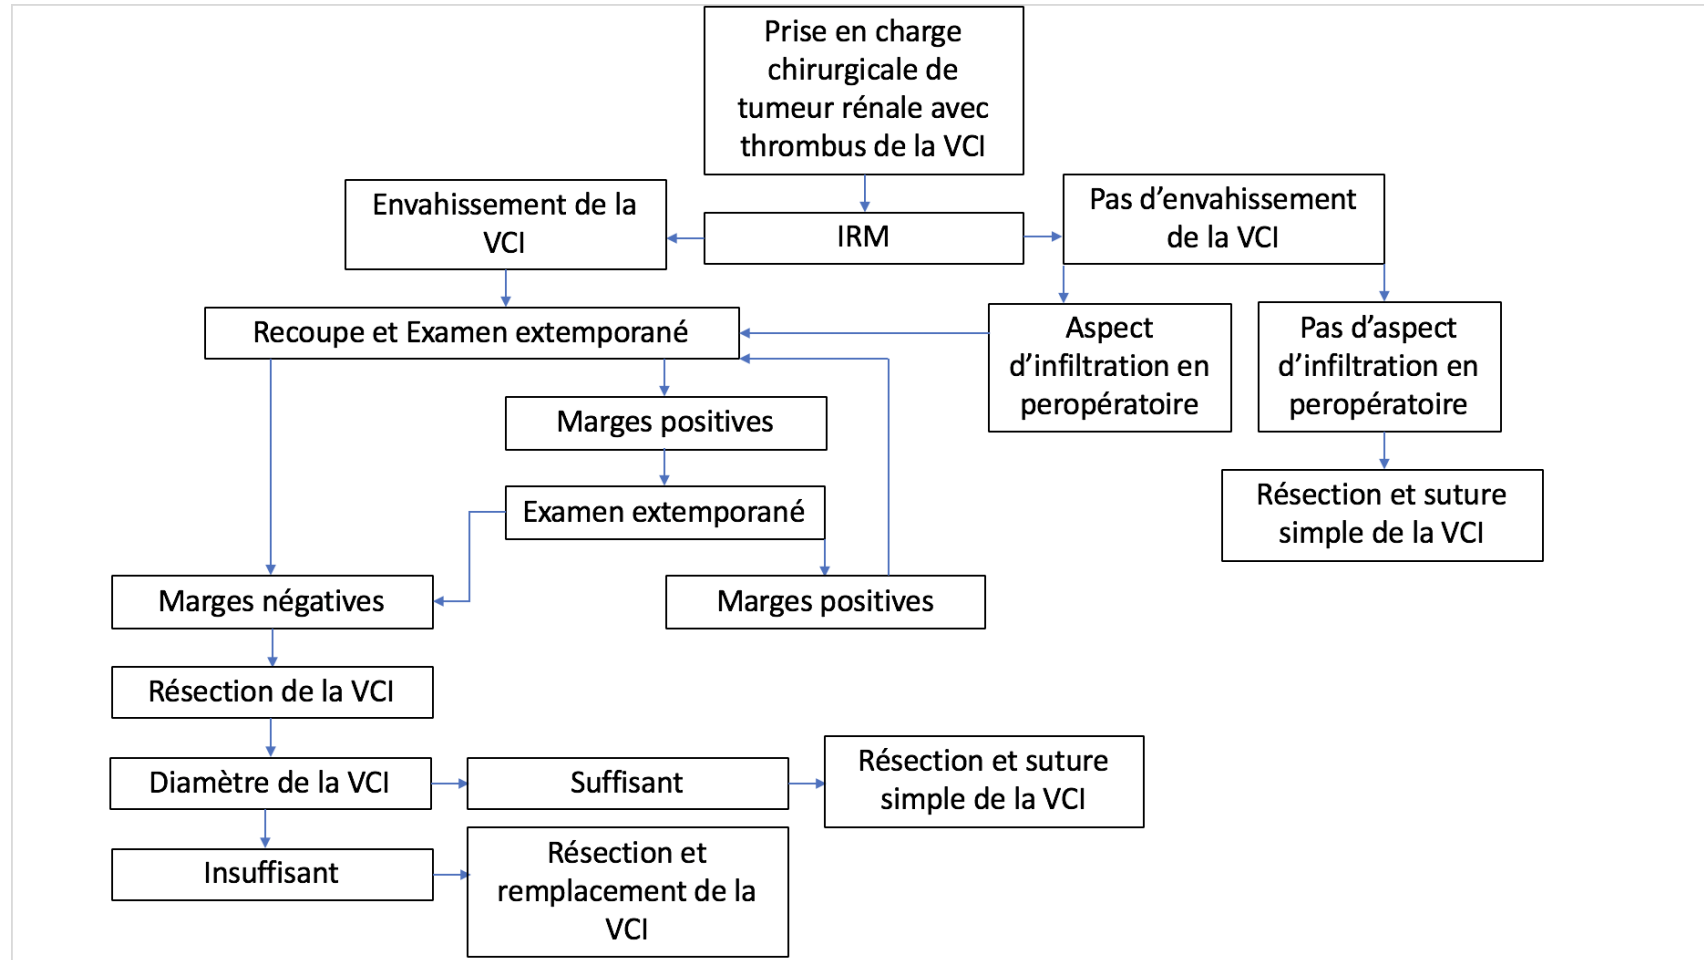 Prise en charge
chirurgicale de
tumeur rénale avec
thrombus de la VCI
Envahissement de la
VCI
IRM
Pas d’envahissement
de la VCI
Recoupe et Examen extemporané
Aspect
d’infiltration en
peropératoire
Pas d’aspect
d’infiltration en
peropératoire
Marges positives
Examen extemporané
Résection et suture
simple de la VCI
Marges négatives
Marges positives
Résection de la VCI
Diamètre de la VCI
Suffisant
Résection et suture
simple de la VCI
Insuffisant
Résection et
remplacement de la
VCI